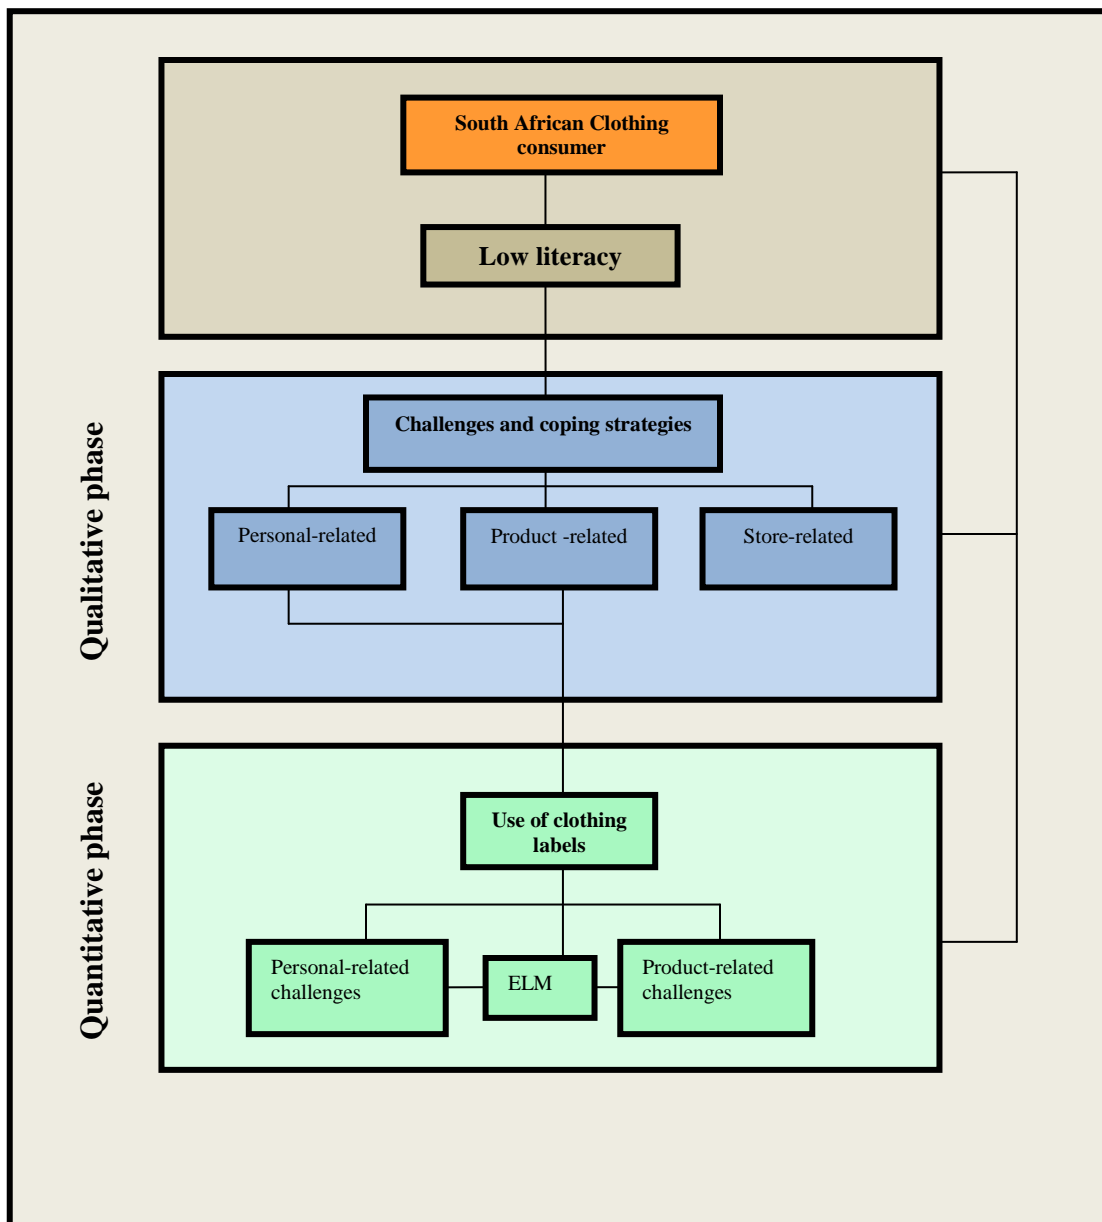 South African Clothing
consumer
Low literacy
Qualitative phase
Challenges and coping strategies
Personal-related
Product -related
Store-related
Quantitative phase
Use of clothing
labels
Personal-related
challenges
ELM
Product-related
challenges